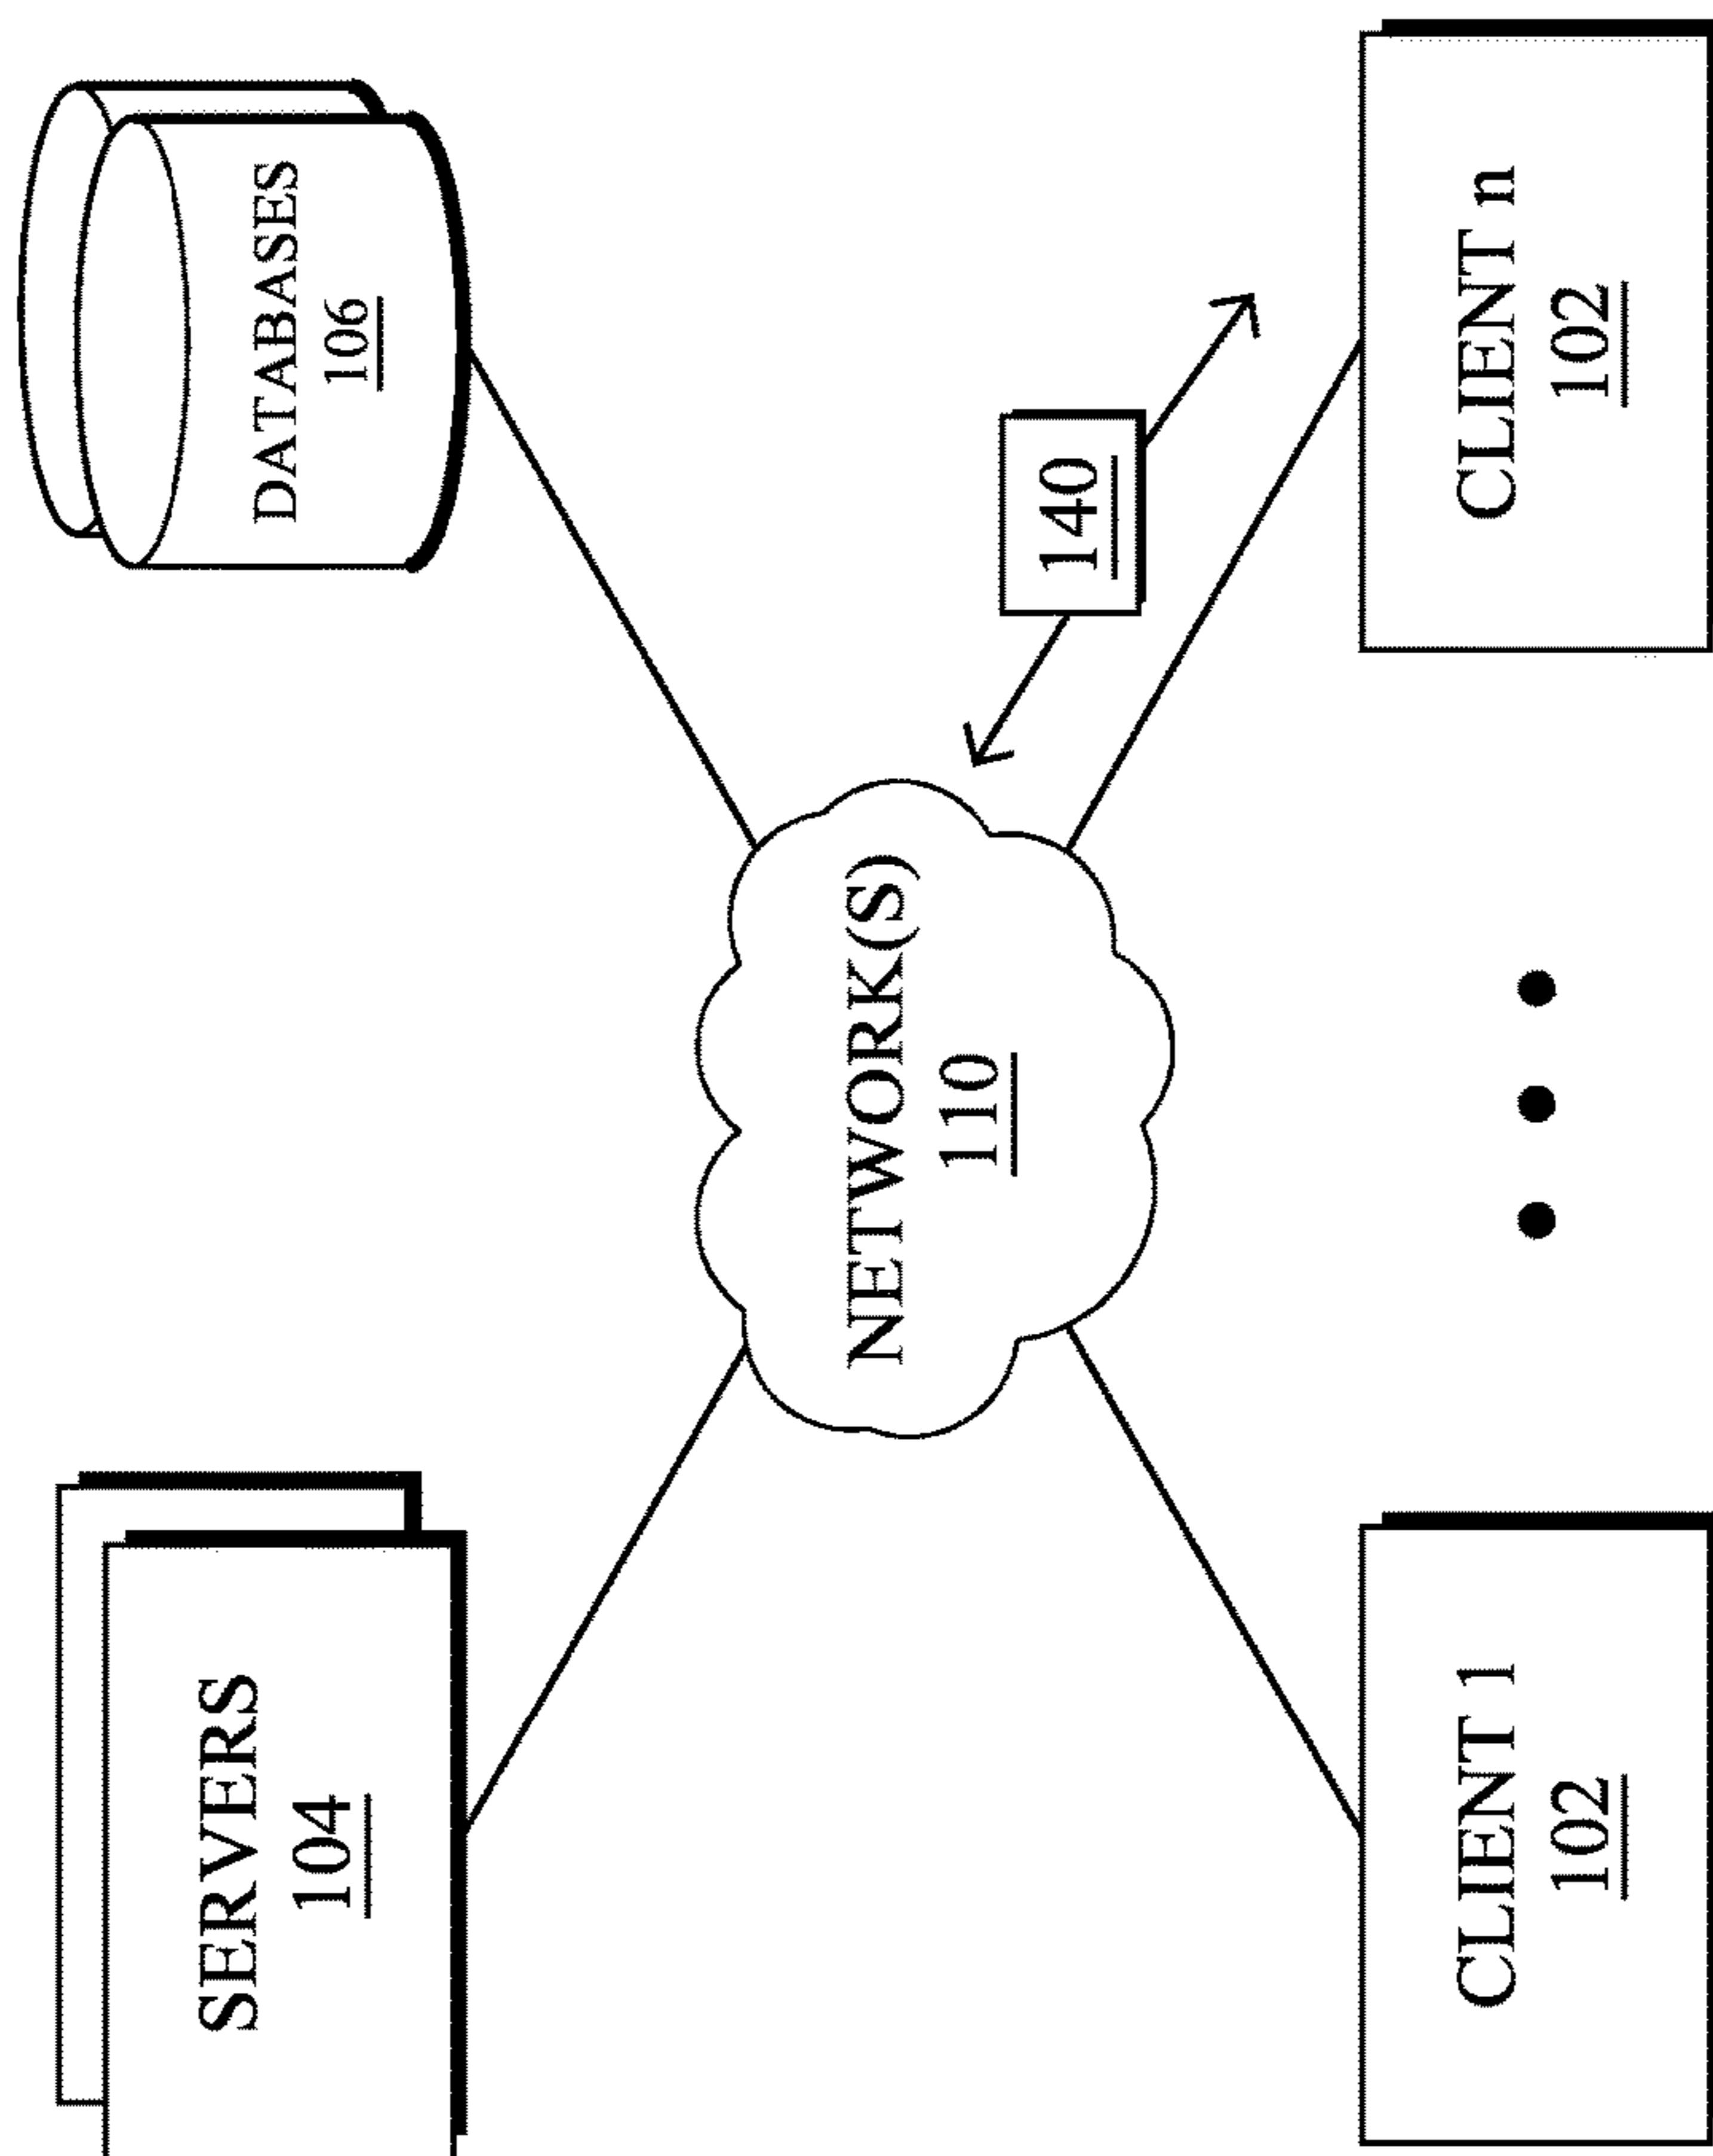 SERVERS
104
DATABASES
106
NETWORK(S)
110
140
CLIENT 1
102
CLIENT n
102